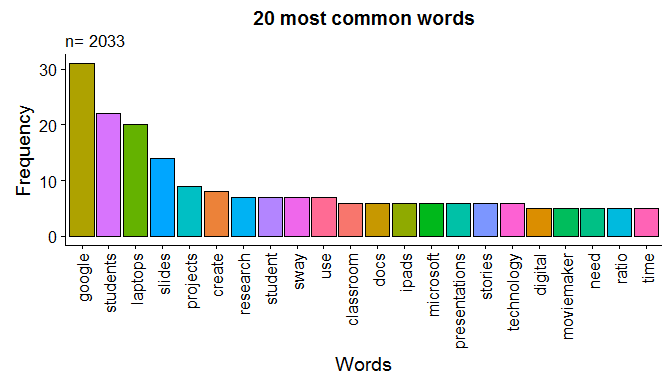 20 most common words
n= 2033
Frequency
30
20
10
0
google
students
laptops
slides
projects
create
research
student
sway
use
classroom
docs
ipads
microsoft
presentations
stories
technology
digital
moviemaker
need
ratio
time
Words